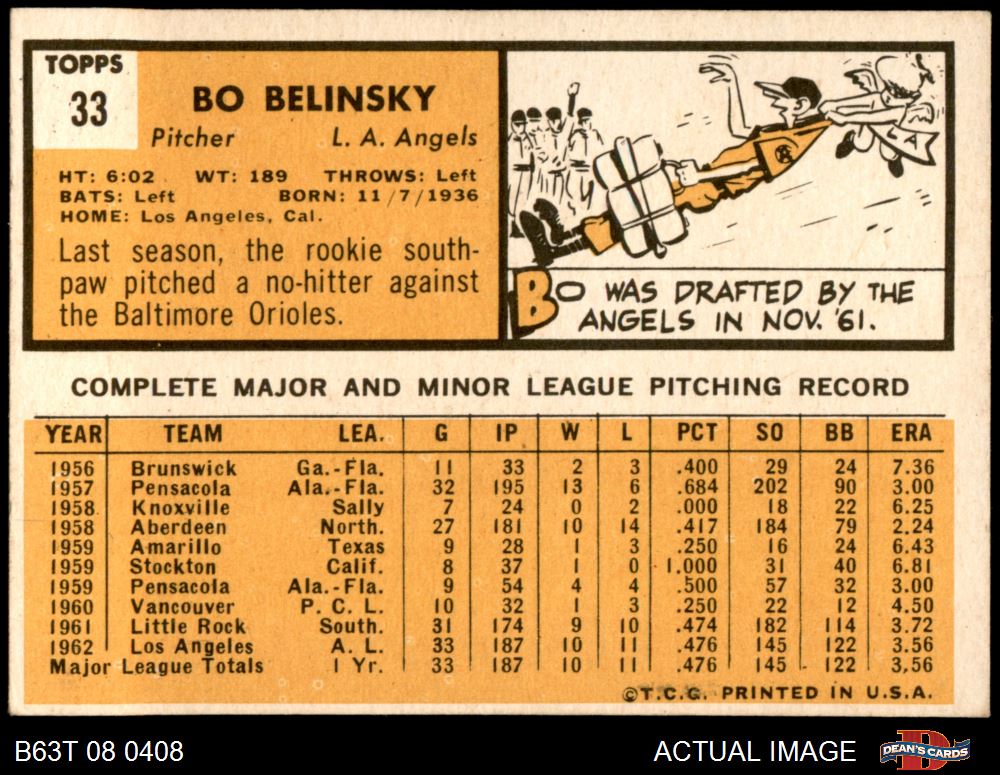 TOPPS
33
BO BELINSKY
Pitcher L. A. Angels
HT: 6:02 WT: 189 THROWS: Left
BATS: Left BORN: 11/7/1936
HOME: Los Angeles, Cal.
Last season, the rookie south-
paw pitched a no-hitter against
the Baltimore Orioles.
BO WAS DRAFTED BY THE
ANGELS IN NOV. '61.
COMPLETE MAJOR AND MINOR LEAGUE PITCHING RECORD
YEAR TEAM LEA. G IP W L PCT SO BB ERA
1956 Brunswick Ga.-Fla. 11 33 2 3 .400 29 24 7.36
1957 Pensacola Ala.-Fla. 32 195 13 6 .684 202 90 3.00
1958 Knoxville Sally 7 24 0 2 .000 18 22 6.25
1958 Aberdeen North. 27 181 10 14 .417 184 79 2.24
1959 Amarillo Texas 9 28 1 3 .250 16 24 6.43
1959 Stockton Calif. 8 37 1 0 1.000 31 40 6.81
1959 Pensacola Ala.-Fla. 9 54 4 4 .500 57 32 3.00
1960 Vancouver P. C. L. 10 32 1 3 .250 22 12 4.50
1961 Little Rock South. 31 174 9 10 .474 182 114 3.72
1962 Los Angeles A. L. 33 187 10 11 .476 145 122 3.56
Major League Totals 1 Yr. 33 187 10 11 .476 145 122 3.56
©T.C.G. PRINTED IN U.S.A.
B63T 08 0408 ACTUAL IMAGE DEAN'S CARDS